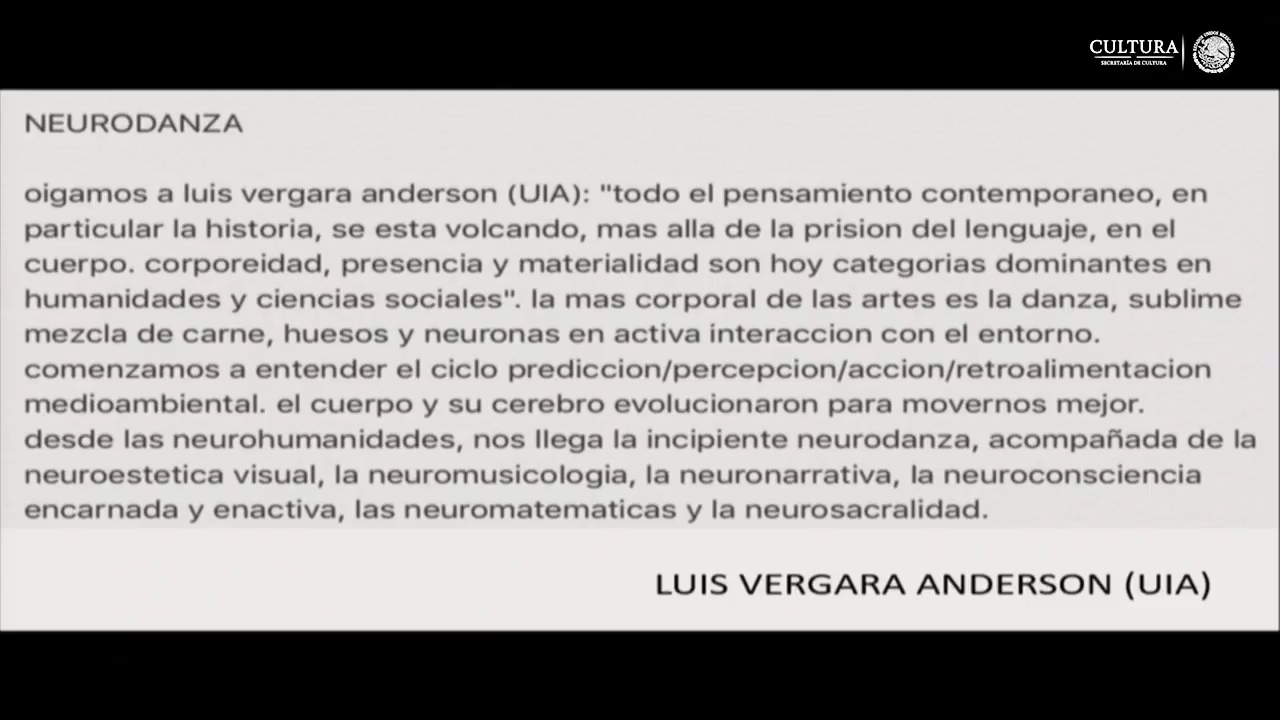 CULTURA
SECRETARÍA DE CULTURA
ESTADOS UNIDOS MEXICANOS
NEURODANZA
oigamos a luis vergara anderson (UIA): "todo el pensamiento contemporaneo, en
particular la historia, se esta volcando, mas alla de la prision del lenguaje, en el
cuerpo. corporeidad, presencia y materialidad son hoy categorias dominantes en
humanidades y ciencias sociales". la mas corporal de las artes es la danza, sublime
mezcla de carne, huesos y neuronas en activa interaccion con el entorno.
comenzamos a entender el ciclo prediccion/percepcion/accion/retroalimentacion
medioambiental. el cuerpo y su cerebro evolucionaron para movernos mejor.
desde las neurohumanidades, nos llega la incipiente neurodanza, acompañada de la
neuroestetica visual, la neuromusicologia, la neuronarrativa, la neuroconsciencia
encarnada y enactiva, las neuromatematicas y la neurosacralidad.
LUIS VERGARA ANDERSON (UIA)